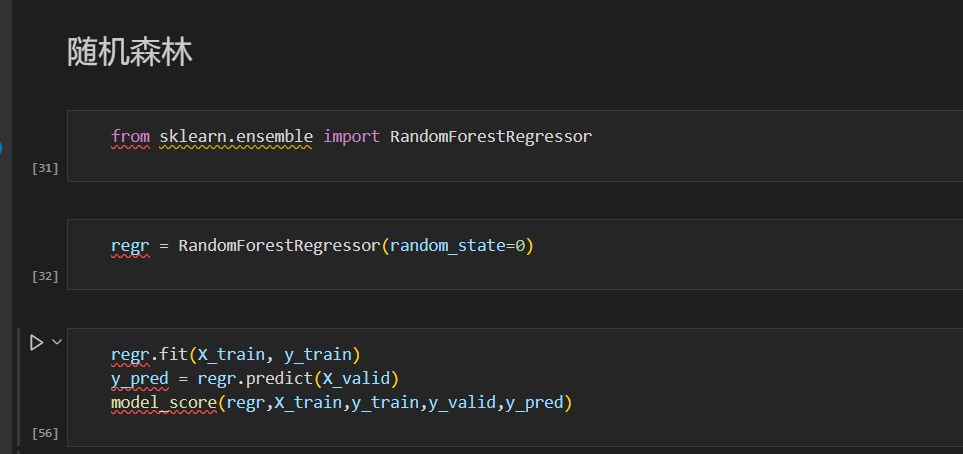 随机森林
from sklearn.ensemble import RandomForestRegressor
[31]
regr = RandomForestRegressor(random_state=0)
[32]
regr.fit(X_train, y_train)
y_pred = regr.predict(X_valid)
model_score(regr,X_train,y_train,y_valid,y_pred)
[56]